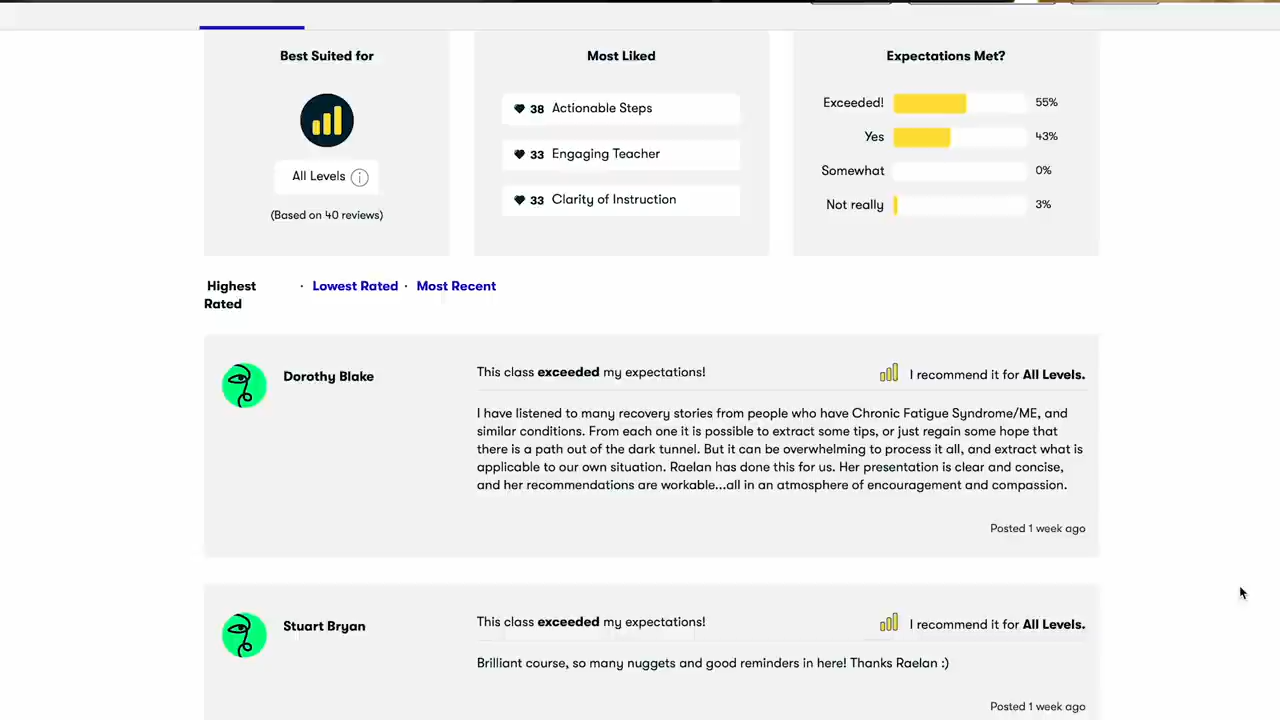 Best Suited for
All Levels
(Based on 40 reviews)
Most Liked
38 Actionable Steps
33 Engaging Teacher
33 Clarity of Instruction
Expectations Met?
Exceeded! 55%
Yes 43%
Somewhat 0%
Not really 3%
Highest
Rated
· Lowest Rated · Most Recent
Dorothy Blake
This class exceeded my expectations!
I recommend it for All Levels.
I have listened to many recovery stories from people who have Chronic Fatigue Syndrome/ME, and
similar conditions. From each one it is possible to extract some tips, or just regain some hope that
there is a path out of the dark tunnel. But it can be overwhelming to process it all, and extract what is
applicable to our own situation. Raelan has done this for us. Her presentation is clear and concise,
and her recommendations are workable...all in an atmosphere of encouragement and compassion.
Posted 1 week ago
Stuart Bryan
This class exceeded my expectations!
I recommend it for All Levels.
Brilliant course, so many nuggets and good reminders in here! Thanks Raelan :)
Posted 1 week ago